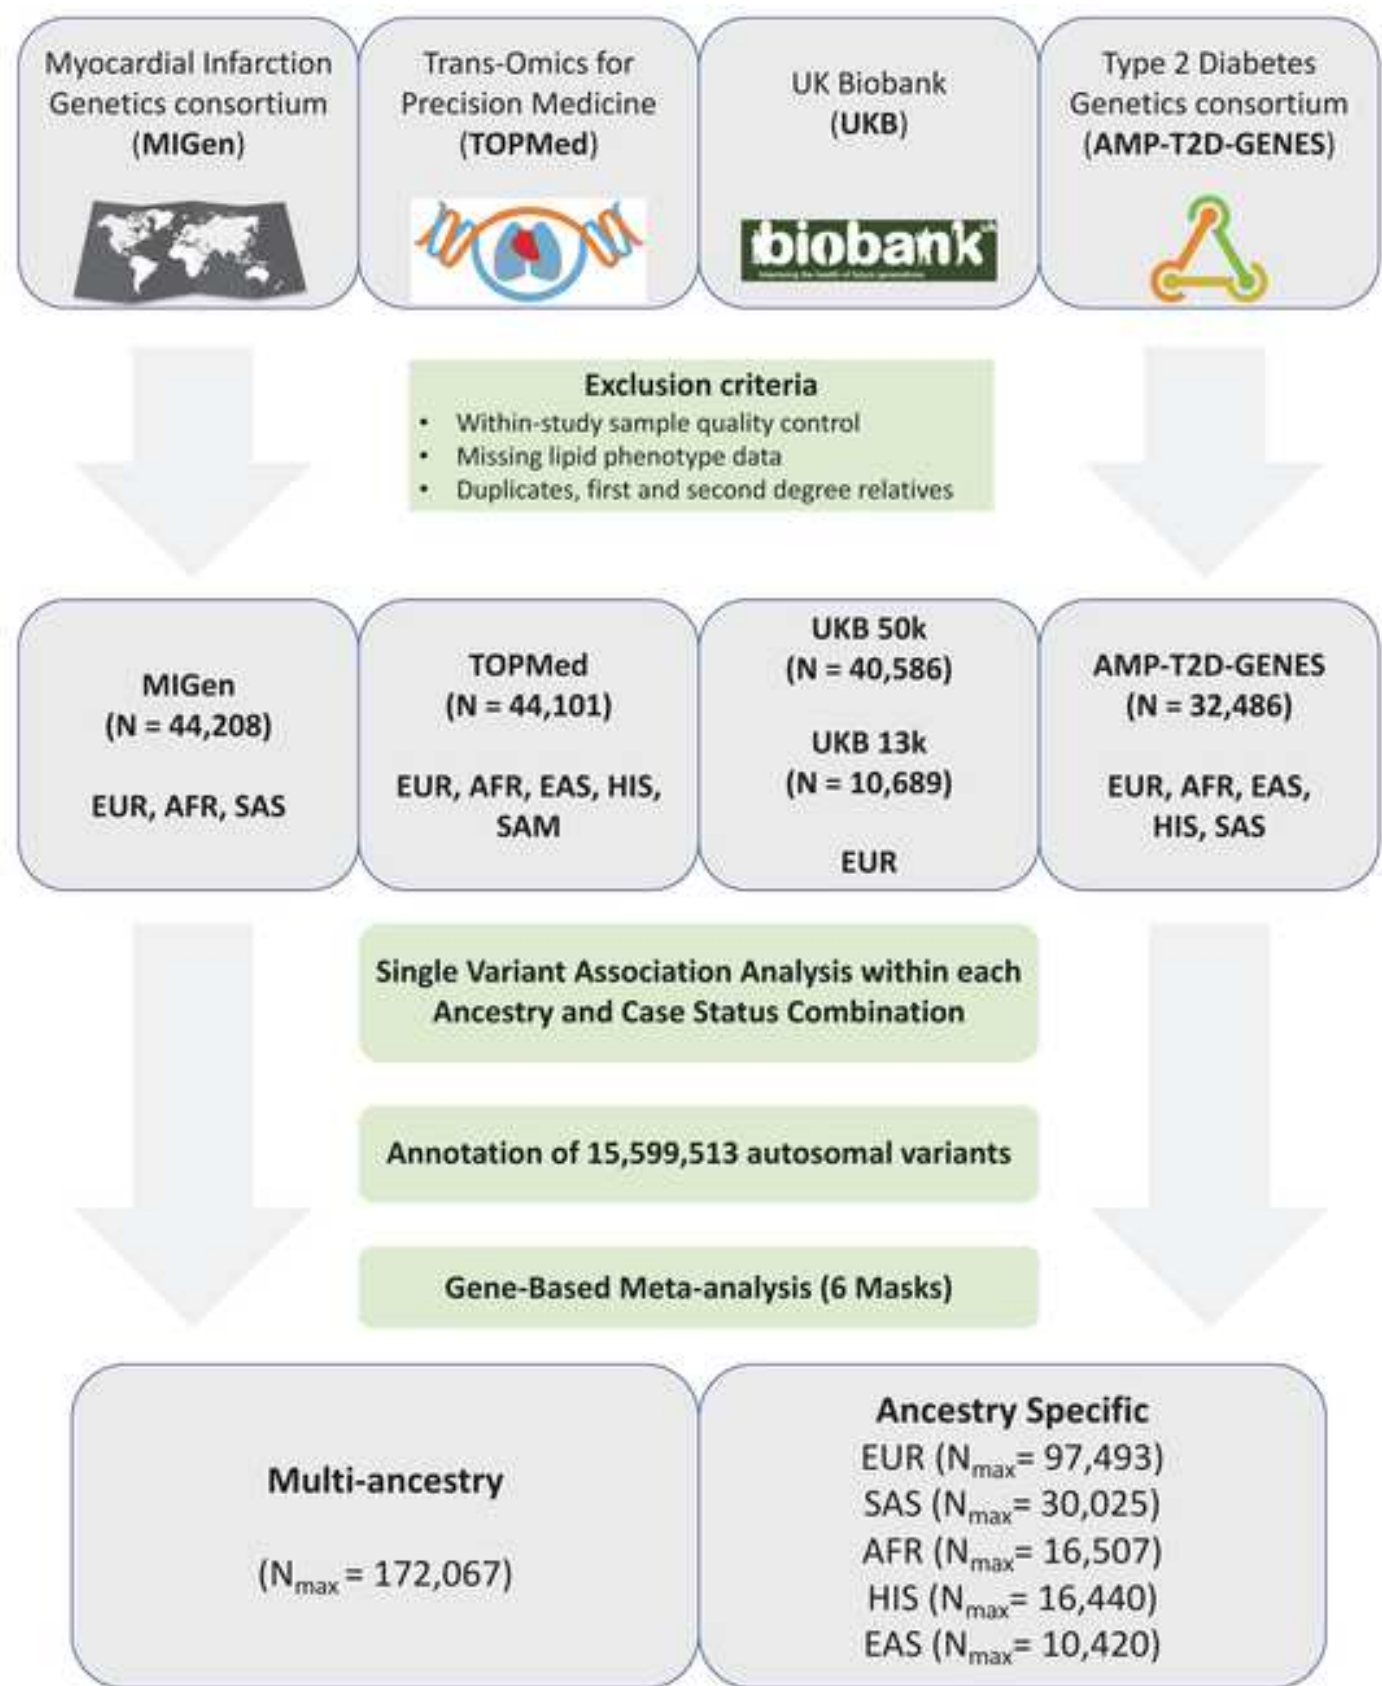 Myocardial Infarction
Genetics consortium
(MIGen)
Trans-Omics for
Precision Medicine
(TOPMed)
UK Biobank
(UKB)
biobank
Type 2 Diabetes
Genetics consortium
(AMP-T2D-GENES)
Exclusion criteria
• Within-study sample quality control
• Missing lipid phenotype data
• Duplicates, first and second degree relatives
MIGen
(N = 44,208)
EUR, AFR, SAS
TOPMed
(N = 44,101)
EUR, AFR, EAS, HIS,
SAM
UKB 50k
(N = 40,586)
UKB 13k
(N = 10,689)
EUR
AMP-T2D-GENES
(N = 32,486)
EUR, AFR, EAS,
HIS, SAS
Single Variant Association Analysis within each
Ancestry and Case Status Combination
Annotation of 15,599,513 autosomal variants
Gene-Based Meta-analysis (6 Masks)
Multi-ancestry
(Nmax = 172,067)
Ancestry Specific
EUR (Nmax= 97,493)
SAS (Nmax= 30,025)
AFR (Nmax= 16,507)
HIS (Nmax= 16,440)
EAS (Nmax= 10,420)